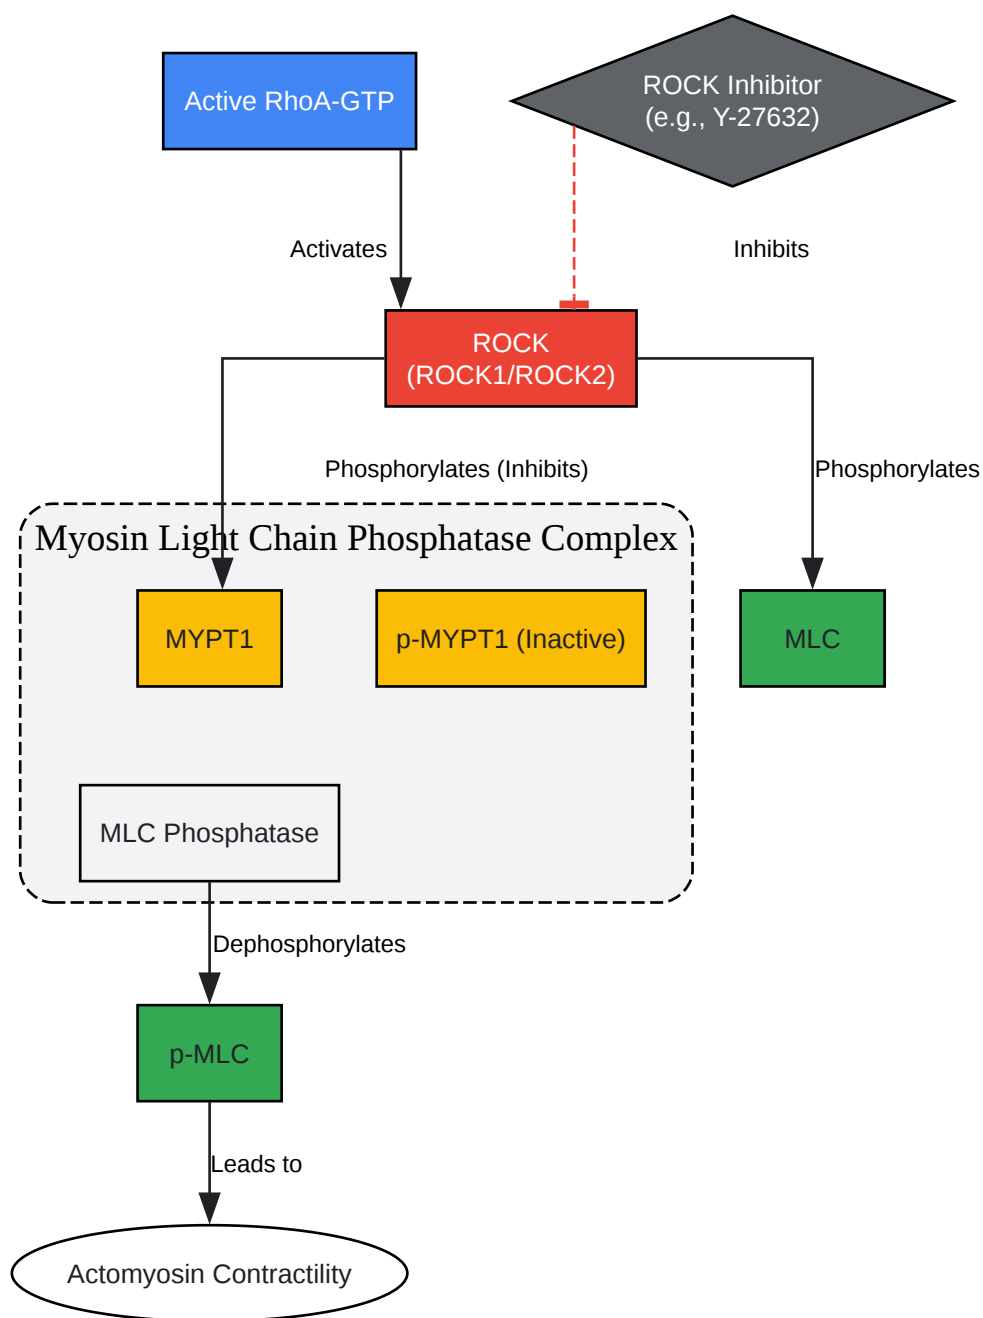 Active RhoA-GTP
ROCK Inhibitor
(e.g., Y-27632)
Activates
Inhibits
ROCK
(ROCK1/ROCK2)
Phosphorylates (Inhibits)
Phosphorylates
Myosin Light Chain Phosphatase Complex
MYPT1
p-MYPT1 (Inactive)
MLC
MLC Phosphatase
Dephosphorylates
p-MLC
Leads to
Actomyosin Contractility